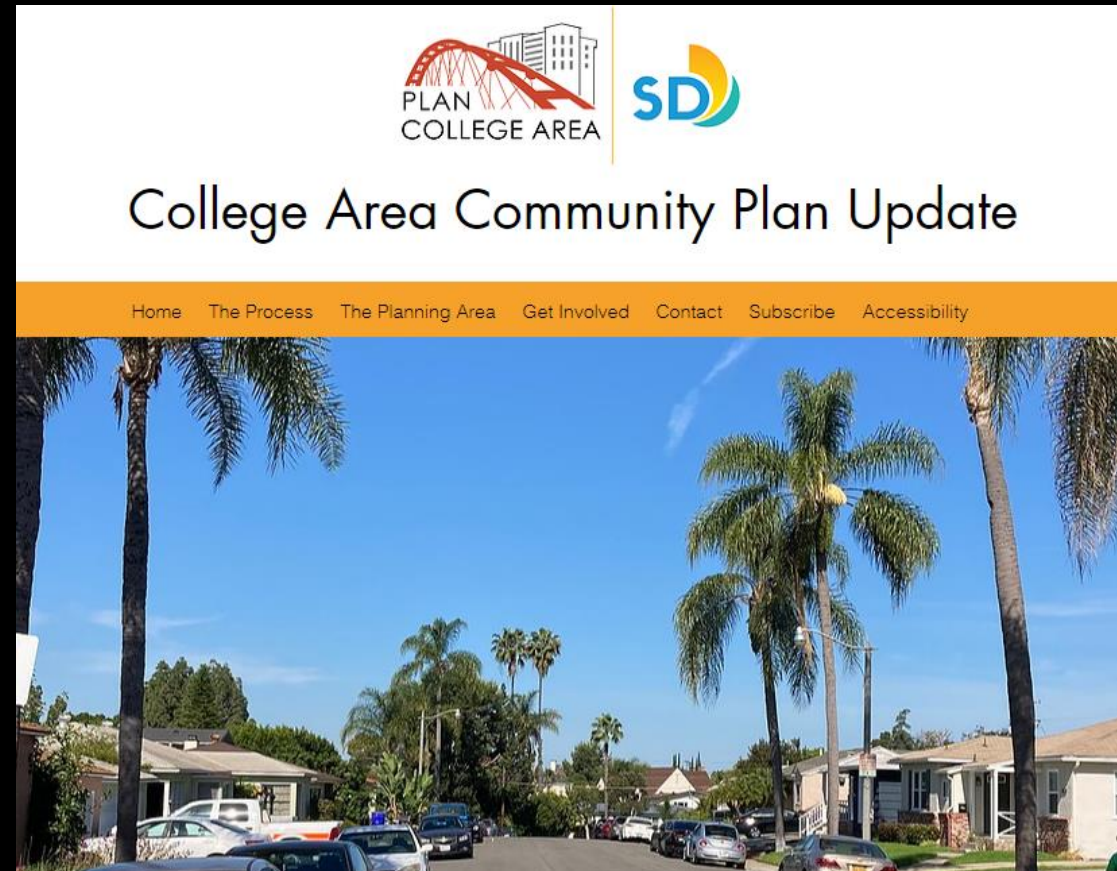 PLAN
COLLEGE AREA
SD
College Area Community Plan Update
Home The Process The Planning Area Get Involved Contact Subscribe Accessibility